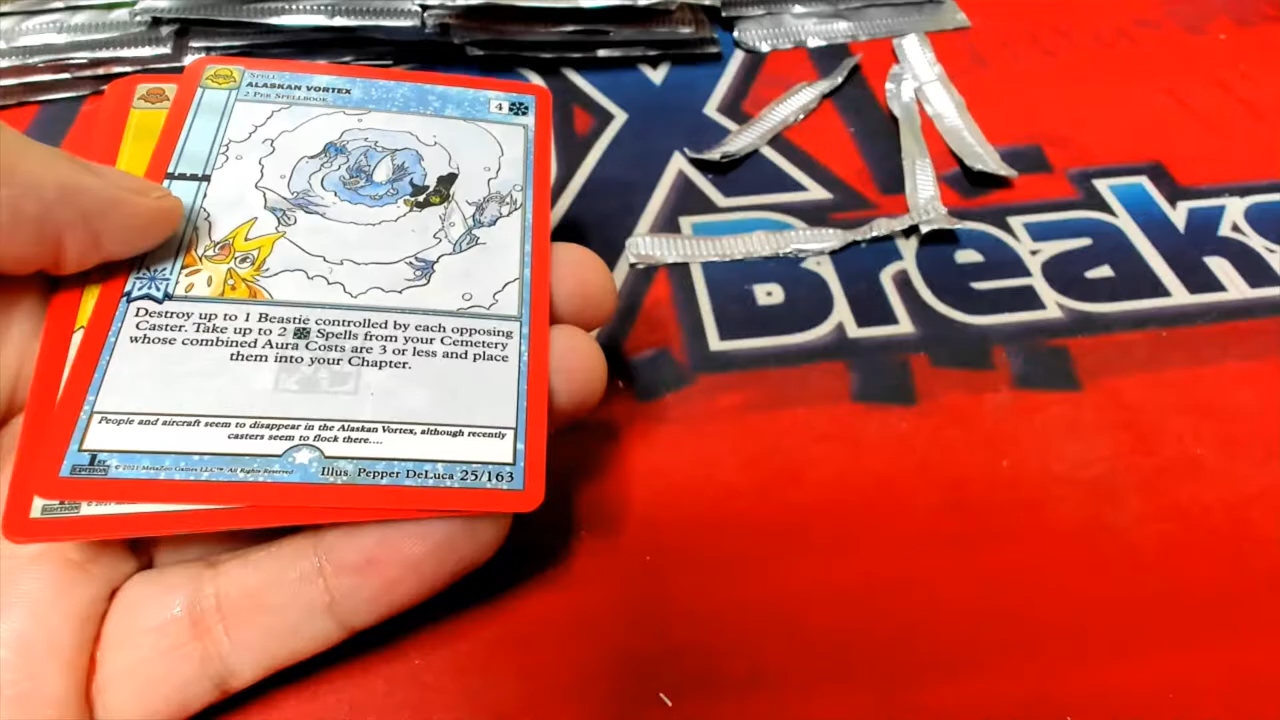 SPELL
ALASKAN VORTEX
2 PER SPELLBOOK
4
Destroy up to 1 Beastie controlled by each opposing
Caster. Take up to 2 Spells from your Cemetery
whose combined Aura Costs are 3 or less and place
them into your Chapter.
People and aircraft seem to disappear in the Alaskan Vortex, although recently
casters seem to flock there....
1ST
EDITION
© 2021 MetaZoo Games LLC™. All Rights Reserved
Illus. Pepper DeLuca 25/163
EDITION
© 2021
X
Breaks